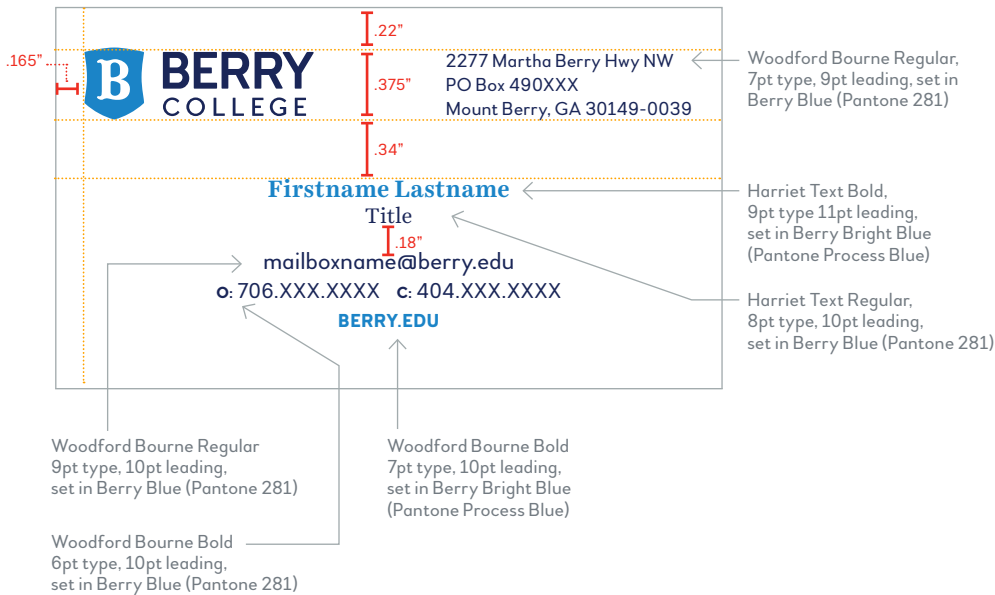 .22”
.165”
B BERRY
COLLEGE
.375”
2277 Martha Berry Hwy NW
PO Box 490XXX
Mount Berry, GA 30149-0039
Woodford Bourne Regular,
7pt type, 9pt leading, set in
Berry Blue (Pantone 281)
.34”
Firstname Lastname
Title
.18”
mailboxname@berry.edu
O: 706.XXX.XXXX C: 404.XXX.XXXX
BERRY.EDU
Harriet Text Bold,
9pt type 11pt leading,
set in Berry Bright Blue
(Pantone Process Blue)
Harriet Text Regular,
8pt type, 10pt leading,
set in Berry Blue (Pantone 281)
Woodford Bourne Regular
9pt type, 10pt leading,
set in Berry Blue (Pantone 281)
Woodford Bourne Bold
7pt type, 10pt leading,
set in Berry Bright Blue
(Pantone Process Blue)
Woodford Bourne Bold
6pt type, 10pt leading,
set in Berry Blue (Pantone 281)